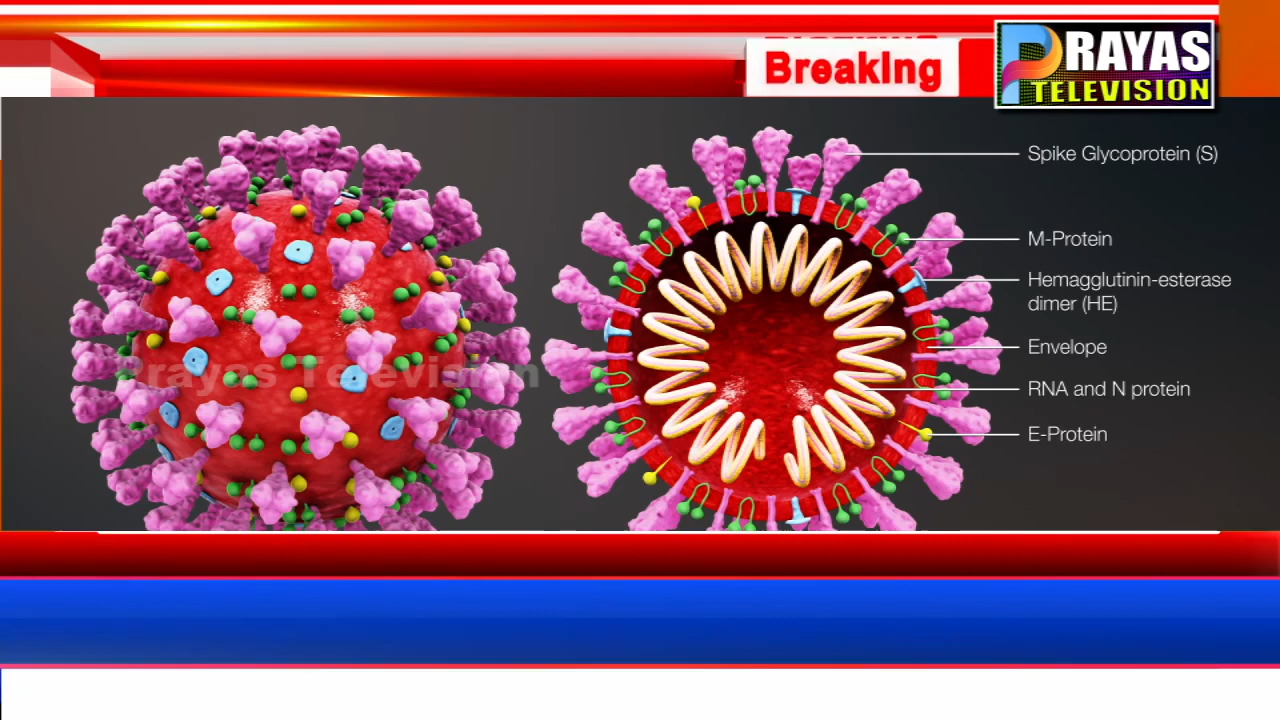 Breaking
PRAYAS
TELEVISION
Spike Glycoprotein (S)
M-Protein
Hemagglutinin-esterase
dimer (HE)
Envelope
RNA and N protein
E-Protein
Prayas Television